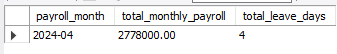 payroll_month total_monthly_payroll total_leave_days
2024-04 2778000.00 4